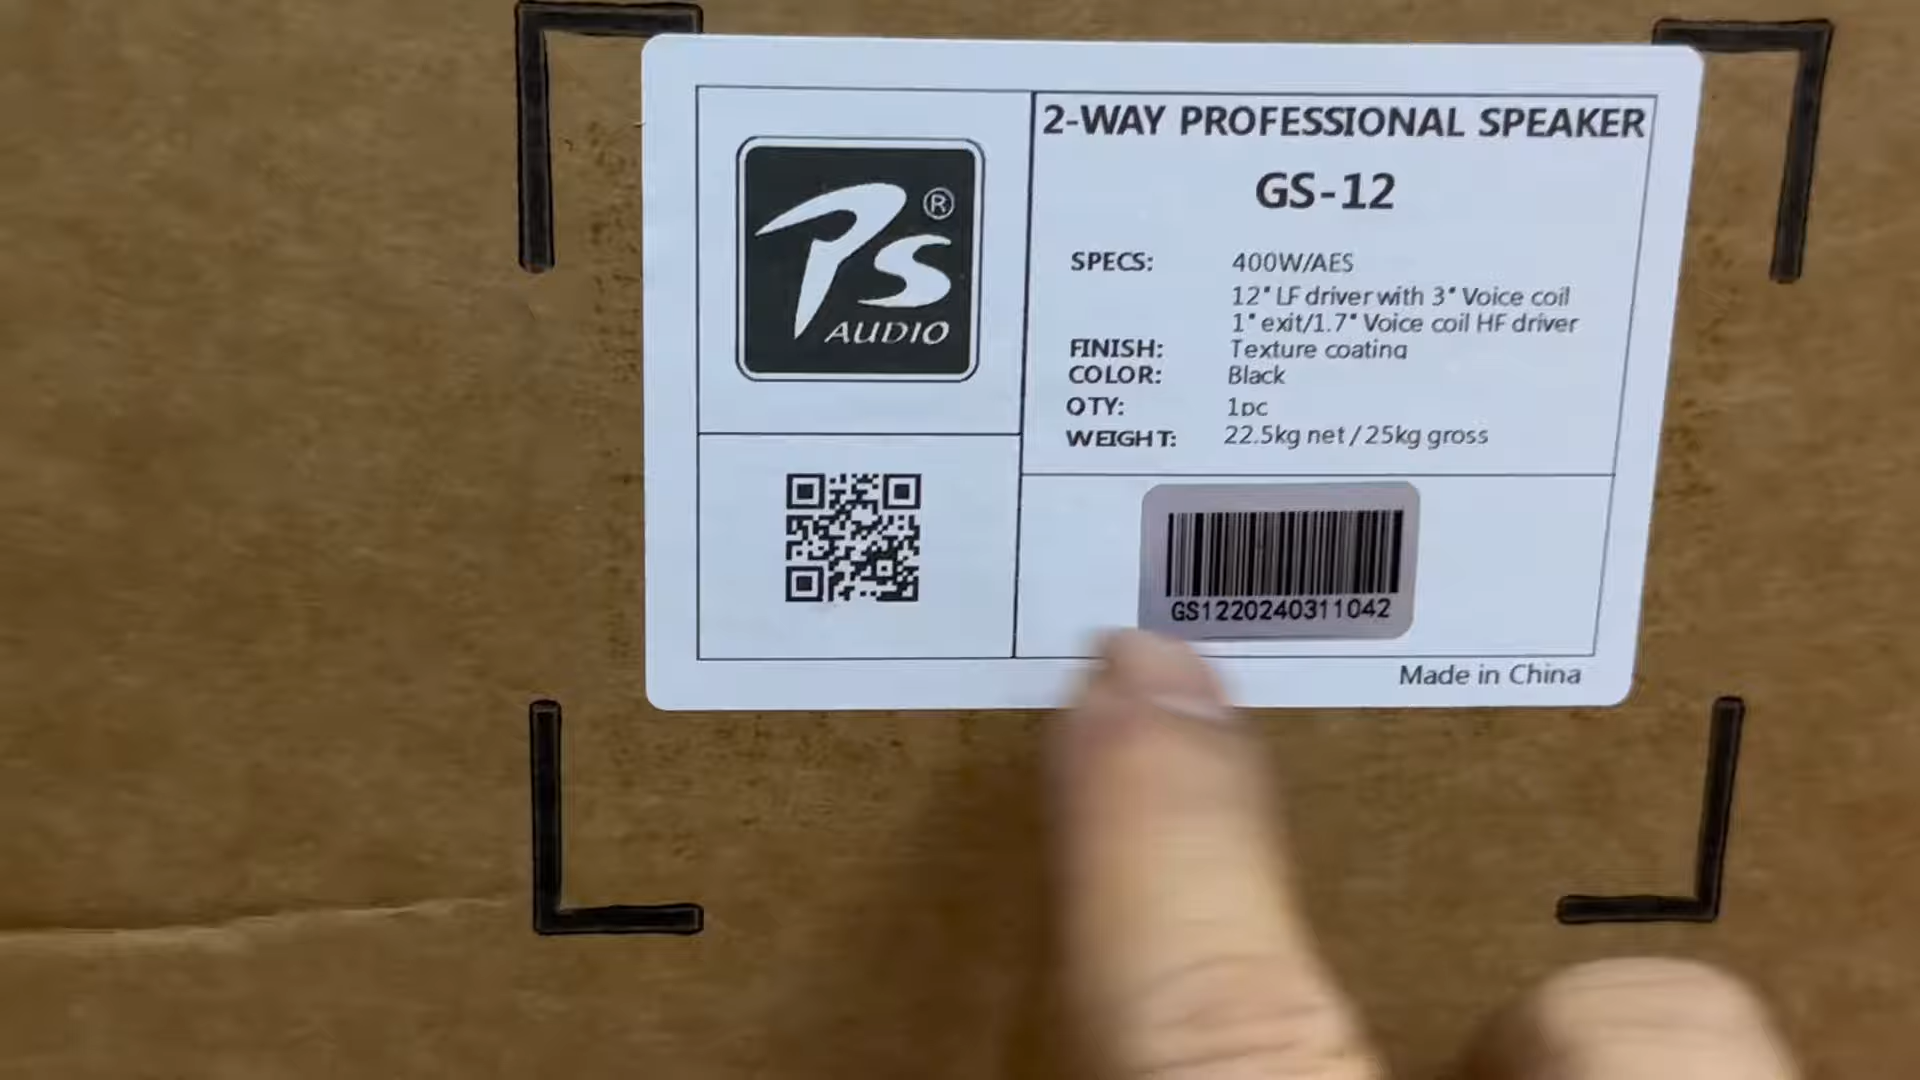 PS®
AUDIO
2-WAY PROFESSIONAL SPEAKER
GS-12
SPECS: 400W/AES
12" LF driver with 3" Voice coil
1" exit/1.7" Voice coil HF driver
FINISH: Texture coating
COLOR: Black
QTY: 1pc
WEIGHT: 22.5kg net / 25kg gross
GS1220240311042
Made in China